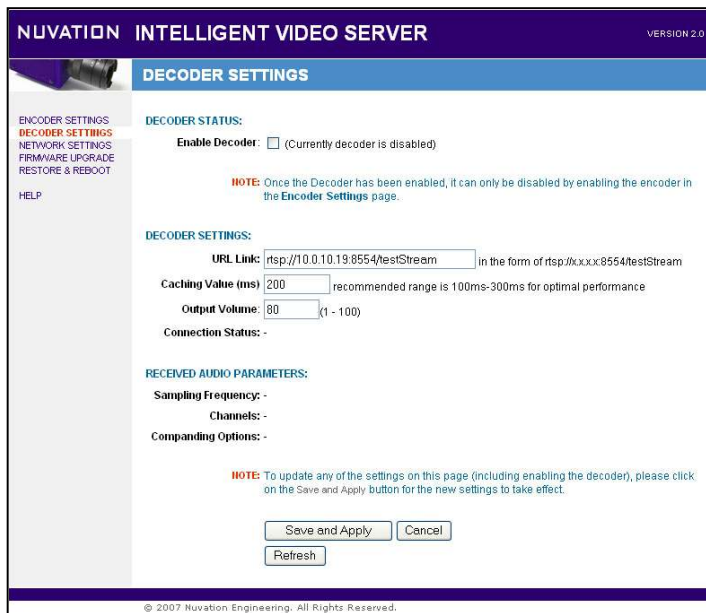 NUVATION INTELLIGENT VIDEO SERVER VERSION 2.0
DECODER SETTINGS
ENCODER SETTINGS
DECODER SETTINGS
NETWORK SETTINGS
FIRMWARE UPGRADE
RESTORE & REBOOT
HELP
DECODER STATUS:
Enable Decoder: (Currently decoder is disabled)
NOTE: Once the Decoder has been enabled, it can only be disabled by enabling the encoder in
the Encoder Settings page.
DECODER SETTINGS:
URL Link: rtsp://10.0.10.19:8554/testStream in the form of rtsp://x.x.x.x:8554/testStream
Caching Value (ms) 200 recommended range is 100ms-300ms for optimal performance
Output Volume: 80 (1 - 100)
Connection Status: -
RECEIVED AUDIO PARAMETERS:
Sampling Frequency: -
Channels: -
Companding Options: -
NOTE: To update any of the settings on this page (including enabling the decoder), please click
on the Save and Apply button for the new settings to take effect.
Save and Apply Cancel
Refresh
© 2007 Nuvation Engineering. All Rights Reserved.